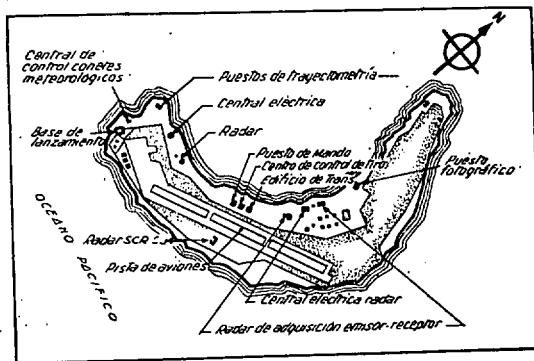 N
Central de
control cohetes
meteorológicos
Puestos de trayectometría
Central eléctrica
Base de
lanzamiento
Radar
Puesto de Mando
Centro de control de tiro
Edificio de Trans.
Puesto
fotográfico
OCEANO
PACIFICO
Radar SCR
Pista de aviones
Central eléctrica radar
Radar de adquisición emisor-receptor